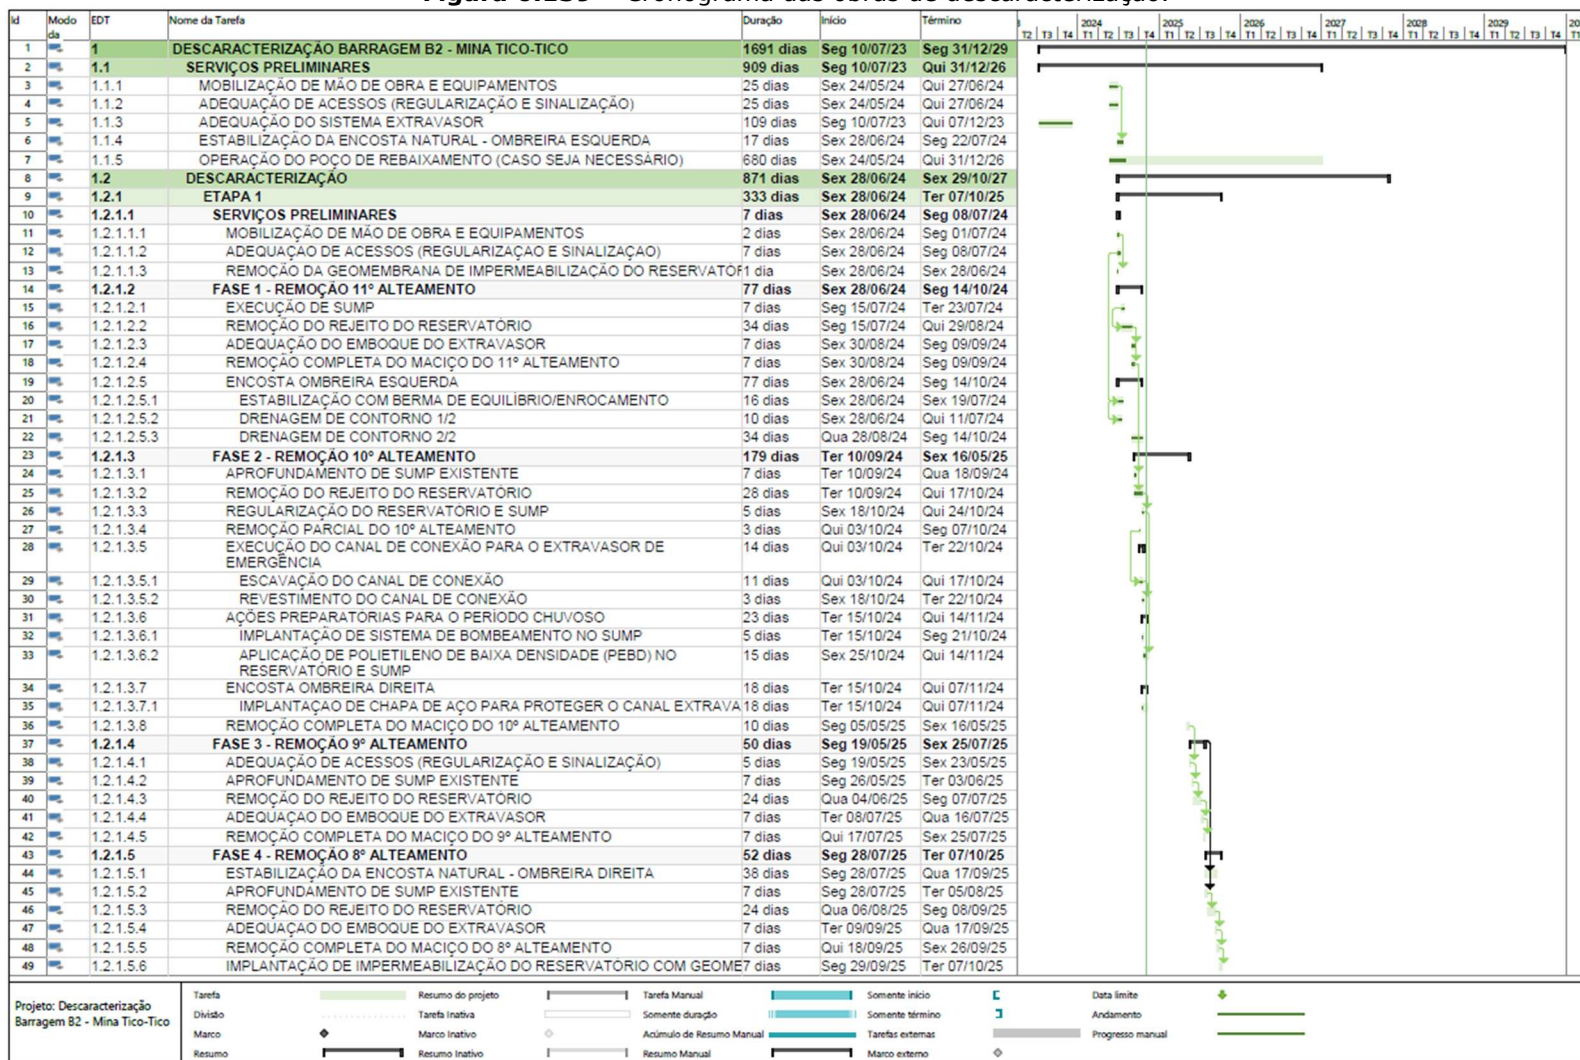 Figura 6.139 – Cronograma das obras de descaracterização.
Id Modo da EDT Nome da Tarefa Duração Início Término 2024 2025 2026 2027 2028 2029
T2 T3 T4 T1 T2 T3 T4 T1 T2 T3 T4 T1 T2 T3 T4 T1 T2 T3 T4 T1 T2 T3 T4 T1 T2 T3 T4 T1
1 1 DESCARACTERIZAÇÃO BARRAGEM B2 - MINA TICO-TICO 1691 dias Seg 10/07/23 Seg 31/12/29
2 1.1 SERVIÇOS PRELIMINARES 909 dias Seg 10/07/23 Qui 31/12/26
3 1.1.1 MOBILIZAÇÃO DE MÃO DE OBRA E EQUIPAMENTOS 25 dias Sex 24/05/24 Qui 27/06/24
4 1.1.2 ADEQUAÇÃO DE ACESSOS (REGULARIZAÇÃO E SINALIZAÇÃO) 25 dias Sex 24/05/24 Qui 27/06/24
5 1.1.3 ADEQUAÇÃO DO SISTEMA EXTRAVASOR 109 dias Seg 10/07/23 Qui 07/12/23
6 1.1.4 ESTABILIZAÇÃO DA ENCOSTA NATURAL - OMBREIRA ESQUERDA 17 dias Sex 28/06/24 Seg 22/07/24
7 1.1.5 OPERAÇÃO DO POÇO DE REBAIXAMENTO (CASO SEJA NECESSÁRIO) 680 dias Sex 24/05/24 Qui 31/12/26
8 1.2 DESCARACTERIZAÇÃO 871 dias Sex 28/06/24 Sex 29/10/27
9 1.2.1 ETAPA 1 333 dias Sex 28/06/24 Ter 07/10/25
10 1.2.1.1 SERVIÇOS PRELIMINARES 7 dias Sex 28/06/24 Seg 08/07/24
11 1.2.1.1.1 MOBILIZAÇÃO DE MÃO DE OBRA E EQUIPAMENTOS 2 dias Sex 28/06/24 Seg 01/07/24
12 1.2.1.1.2 ADEQUAÇÃO DE ACESSOS (REGULARIZAÇÃO E SINALIZAÇÃO) 7 dias Sex 28/06/24 Seg 08/07/24
13 1.2.1.1.3 REMOÇÃO DA GEOMEMBRANA DE IMPERMEABILIZAÇÃO DO RESERVATÓR 1 dia Sex 28/06/24 Sex 28/06/24
14 1.2.1.2 FASE 1 - REMOÇÃO 11º ALTEAMENTO 77 dias Sex 28/06/24 Seg 14/10/24
15 1.2.1.2.1 EXECUÇÃO DE SUMP 7 dias Seg 15/07/24 Ter 23/07/24
16 1.2.1.2.2 REMOÇÃO DO REJEITO DO RESERVATÓRIO 34 dias Seg 15/07/24 Qui 29/08/24
17 1.2.1.2.3 ADEQUAÇÃO DO EMBOQUE DO EXTRAVASOR 7 dias Sex 30/08/24 Seg 09/09/24
18 1.2.1.2.4 REMOÇÃO COMPLETA DO MACIÇO DO 11º ALTEAMENTO 7 dias Sex 30/08/24 Seg 09/09/24
19 1.2.1.2.5 ENCOSTA OMBREIRA ESQUERDA 77 dias Sex 28/06/24 Seg 14/10/24
20 1.2.1.2.5.1 ESTABILIZAÇÃO COM BERMA DE EQUILÍBRIO/ENROCAMENTO 16 dias Sex 28/06/24 Sex 19/07/24
21 1.2.1.2.5.2 DRENAGEM DE CONTORNO 1/2 10 dias Sex 28/06/24 Qui 11/07/24
22 1.2.1.2.5.3 DRENAGEM DE CONTORNO 2/2 34 dias Qua 28/08/24 Seg 14/10/24
23 1.2.1.3 FASE 2 - REMOÇÃO 10º ALTEAMENTO 179 dias Ter 10/09/24 Sex 16/05/25
24 1.2.1.3.1 APROFUNDAMENTO DE SUMP EXISTENTE 7 dias Ter 10/09/24 Qua 18/09/24
25 1.2.1.3.2 REMOÇÃO DO REJEITO DO RESERVATÓRIO 28 dias Ter 10/09/24 Qui 17/10/24
26 1.2.1.3.3 REGULARIZAÇÃO DO RESERVATÓRIO E SUMP 5 dias Sex 18/10/24 Qui 24/10/24
27 1.2.1.3.4 REMOÇÃO PARCIAL DO 10º ALTEAMENTO 3 dias Qui 03/10/24 Seg 07/10/24
28 1.2.1.3.5 EXECUÇÃO DO CANAL DE CONEXÃO PARA O EXTRAVASOR DE 14 dias Qui 03/10/24 Ter 22/10/24
EMERGÊNCIA
29 1.2.1.3.5.1 ESCAVAÇÃO DO CANAL DE CONEXÃO 11 dias Qui 03/10/24 Qui 17/10/24
30 1.2.1.3.5.2 REVESTIMENTO DO CANAL DE CONEXÃO 3 dias Sex 18/10/24 Ter 22/10/24
31 1.2.1.3.6 AÇÕES PREPARATÓRIAS PARA O PERÍODO CHUVOSO 23 dias Ter 15/10/24 Qui 14/11/24
32 1.2.1.3.6.1 IMPLANTAÇÃO DE SISTEMA DE BOMBEAMENTO NO SUMP 5 dias Ter 15/10/24 Seg 21/10/24
33 1.2.1.3.6.2 APLICAÇÃO DE POLIETILENO DE BAIXA DENSIDADE (PEBD) NO 15 dias Sex 25/10/24 Qui 14/11/24
RESERVATÓRIO E SUMP
34 1.2.1.3.7 ENCOSTA OMBREIRA DIREITA 18 dias Ter 15/10/24 Qui 07/11/24
35 1.2.1.3.7.1 IMPLANTAÇÃO DE CHAPA DE AÇO PARA PROTEGER O CANAL EXTRAVA 18 dias Ter 15/10/24 Qui 07/11/24
36 1.2.1.3.8 REMOÇÃO COMPLETA DO MACIÇO DO 10º ALTEAMENTO 10 dias Seg 05/05/25 Sex 16/05/25
37 1.2.1.4 FASE 3 - REMOÇÃO 9º ALTEAMENTO 50 dias Seg 19/05/25 Sex 25/07/25
38 1.2.1.4.1 ADEQUAÇÃO DE ACESSOS (REGULARIZAÇÃO E SINALIZAÇÃO) 5 dias Seg 19/05/25 Sex 23/05/25
39 1.2.1.4.2 APROFUNDAMENTO DE SUMP EXISTENTE 7 dias Seg 26/05/25 Ter 03/06/25
40 1.2.1.4.3 REMOÇÃO DO REJEITO DO RESERVATÓRIO 24 dias Qua 04/06/25 Seg 07/07/25
41 1.2.1.4.4 ADEQUAÇÃO DO EMBOQUE DO EXTRAVASOR 7 dias Ter 08/07/25 Qua 16/07/25
42 1.2.1.4.5 REMOÇÃO COMPLETA DO MACIÇO DO 9º ALTEAMENTO 7 dias Qui 17/07/25 Sex 25/07/25
43 1.2.1.5 FASE 4 - REMOÇÃO 8º ALTEAMENTO 52 dias Seg 28/07/25 Ter 07/10/25
44 1.2.1.5.1 ESTABILIZAÇÃO DA ENCOSTA NATURAL - OMBREIRA DIREITA 38 dias Seg 28/07/25 Qua 17/09/25
45 1.2.1.5.2 APROFUNDAMENTO DE SUMP EXISTENTE 7 dias Seg 28/07/25 Ter 05/08/25
46 1.2.1.5.3 REMOÇÃO DO REJEITO DO RESERVATÓRIO 24 dias Qua 06/08/25 Seg 08/09/25
47 1.2.1.5.4 ADEQUAÇÃO DO EMBOQUE DO EXTRAVASOR 7 dias Ter 09/09/25 Qua 17/09/25
48 1.2.1.5.5 REMOÇÃO COMPLETA DO MACIÇO DO 8º ALTEAMENTO 7 dias Qui 18/09/25 Sex 26/09/25
49 1.2.1.5.6 IMPLANTAÇÃO DE IMPERMEABILIZAÇÃO DO RESERVATÓRIO COM GEOME 7 dias Seg 29/09/25 Ter 07/10/25
Projeto: Descaracterização
Barragem B2 - Mina Tico-Tico
Tarefa Resumo do projeto Tarefa Manual Somente início Data limite
Divisão Tarefa Inativa Somente duração Somente término Andamento
Marco Marco Inativo Acúmulo de Resumo Manual Tarefas externas Progresso manual
Resumo Resumo Inativo Resumo Manual Marco externo